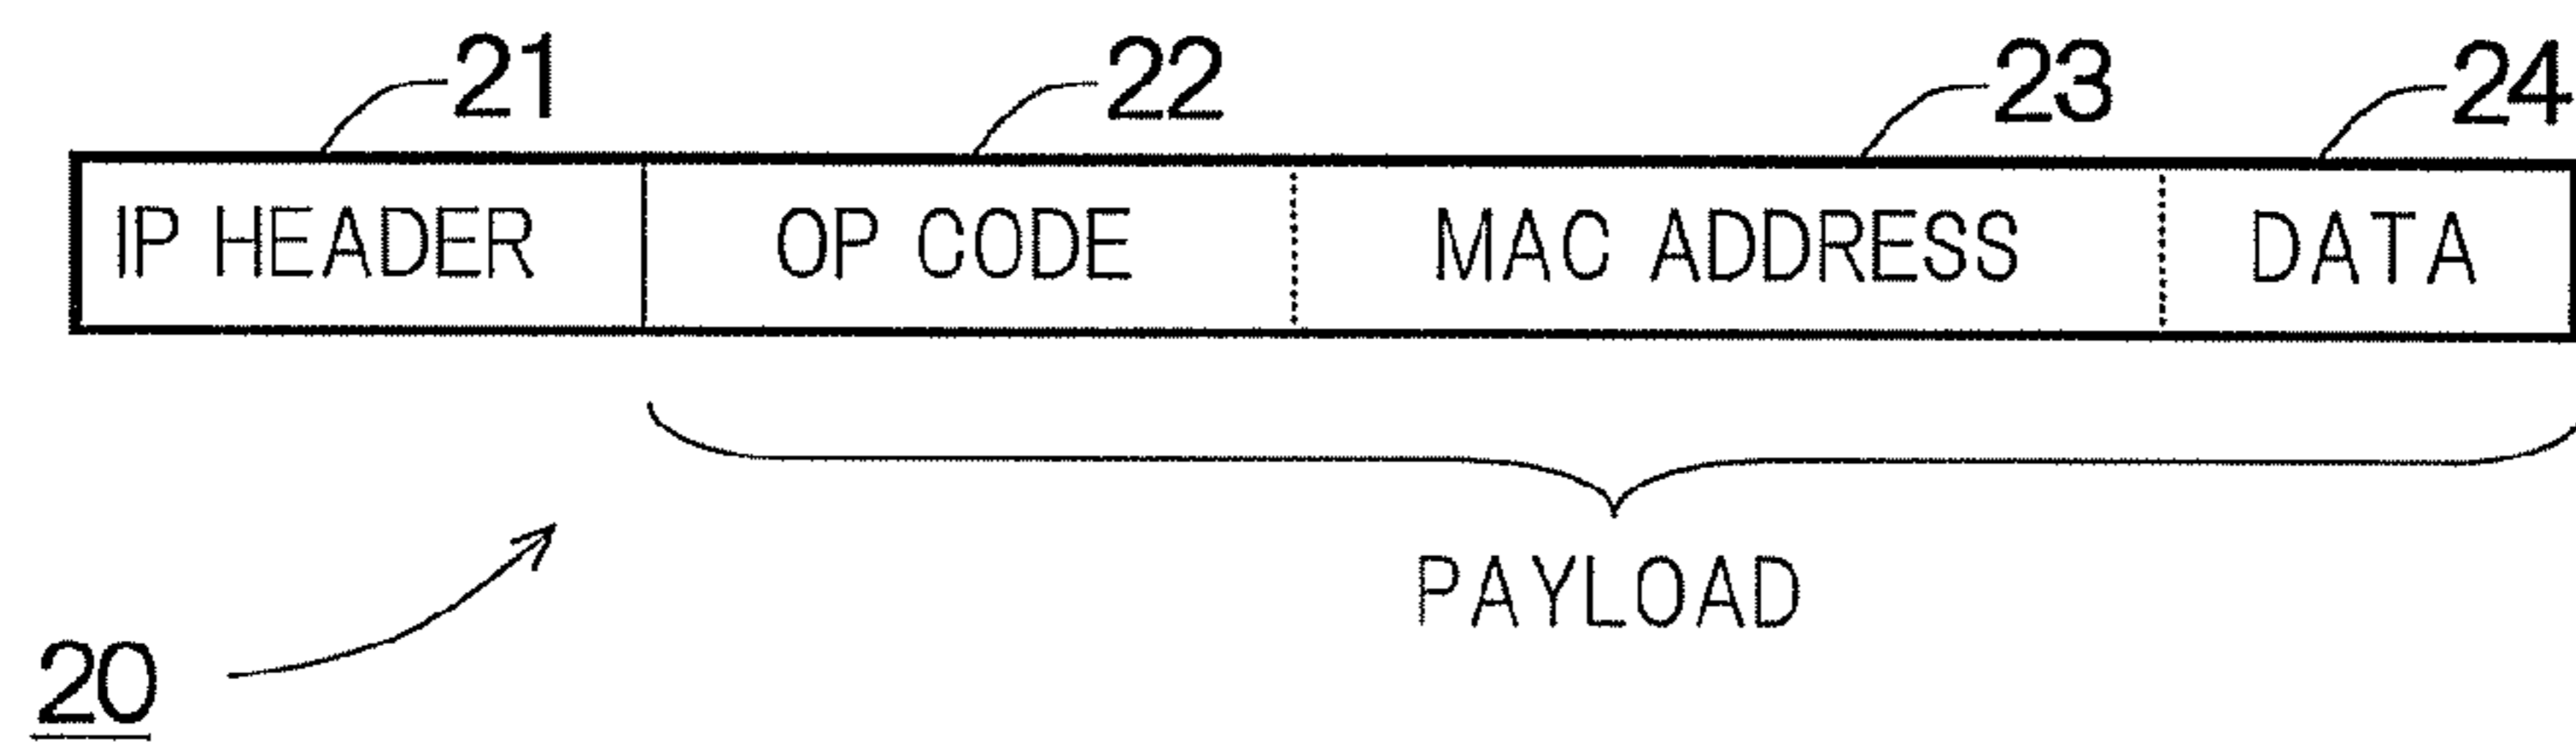 21 22 23 24
IP HEADER OP CODE MAC ADDRESS DATA
PAYLOAD
20